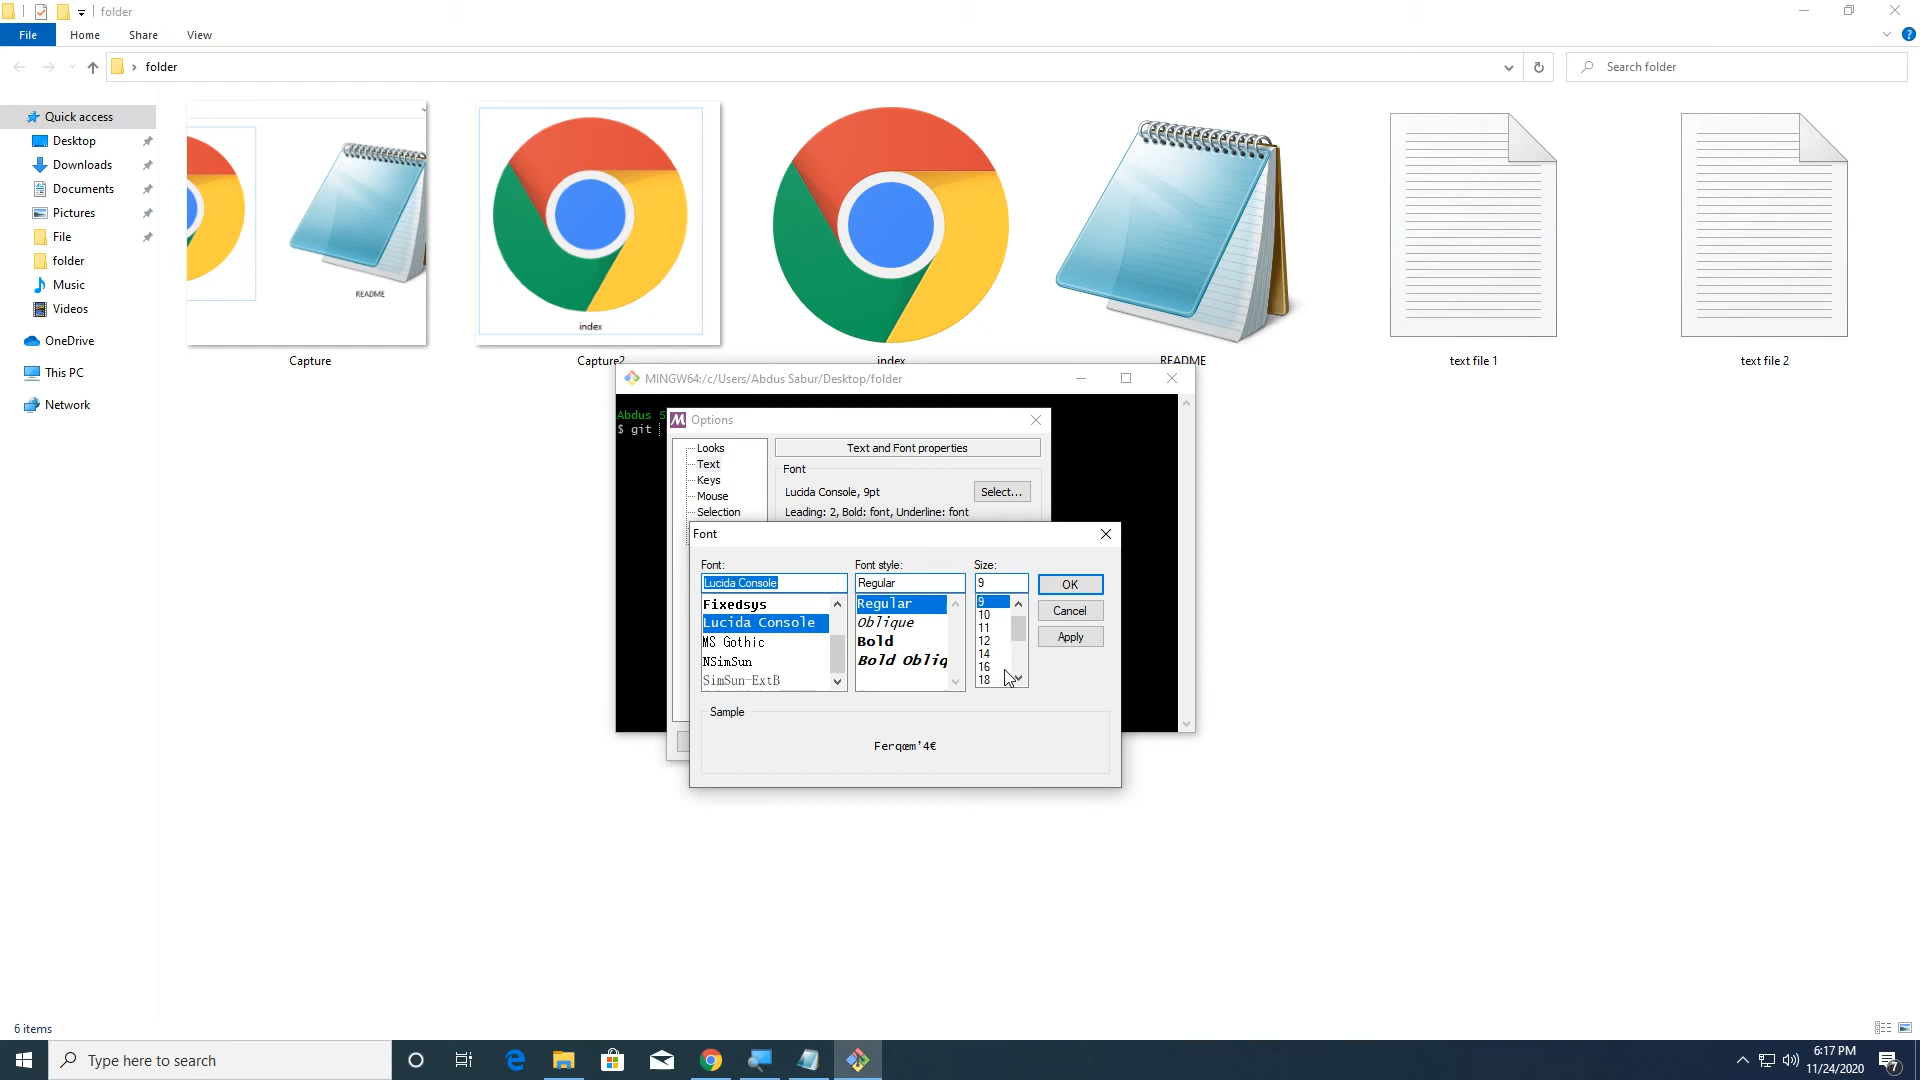 folder
File
Home
Share
View
folder
Search folder
Quick access
Desktop
Downloads
Documents
Pictures
File
folder
Music
Videos
OneDrive
This PC
Network
README
index
Capture
Capture2
index
README
text file 1
text file 2
MINGW64:/c/Users/Abdus Sabur/Desktop/folder
Abdus S
$ git
Options
Looks
Text
Keys
Mouse
Selection
Text and Font properties
Font
Lucida Console, 9pt
Select...
Leading: 2, Bold: font, Underline: font
Font
Font:
Lucida Console
Fixedsys
Lucida Console
MS Gothic
NSimSun
SimSun-ExtB
Font style:
Regular
Regular
Oblique
Bold
Bold Obliq
Size:
9
9
10
11
12
14
16
18
OK
Cancel
Apply
Sample
Ferqœm'4€
6 items
Type here to search
6:17 PM
11/24/2020
7